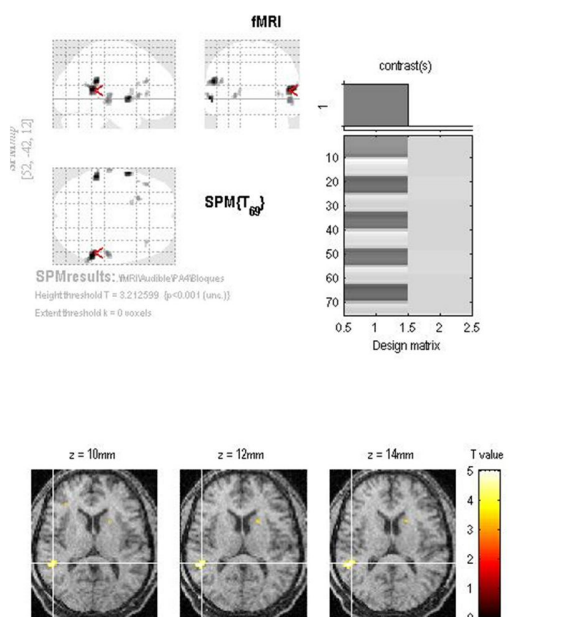 fMRI
contrast(s)
1
[52, -42, 12]
10
20
30
40
50
60
70
0.5 1 1.5 2 2.5
Design matrix
SPM{T69}
SPMresults: .\fMRI\Audible\PA4\Bloques
Height threshold T = 3.212599 {p<0.001 (unc.)}
Extent threshold k = 0 voxels
z = 10mm z = 12mm z = 14mm T value
5
4
3
2
1
0